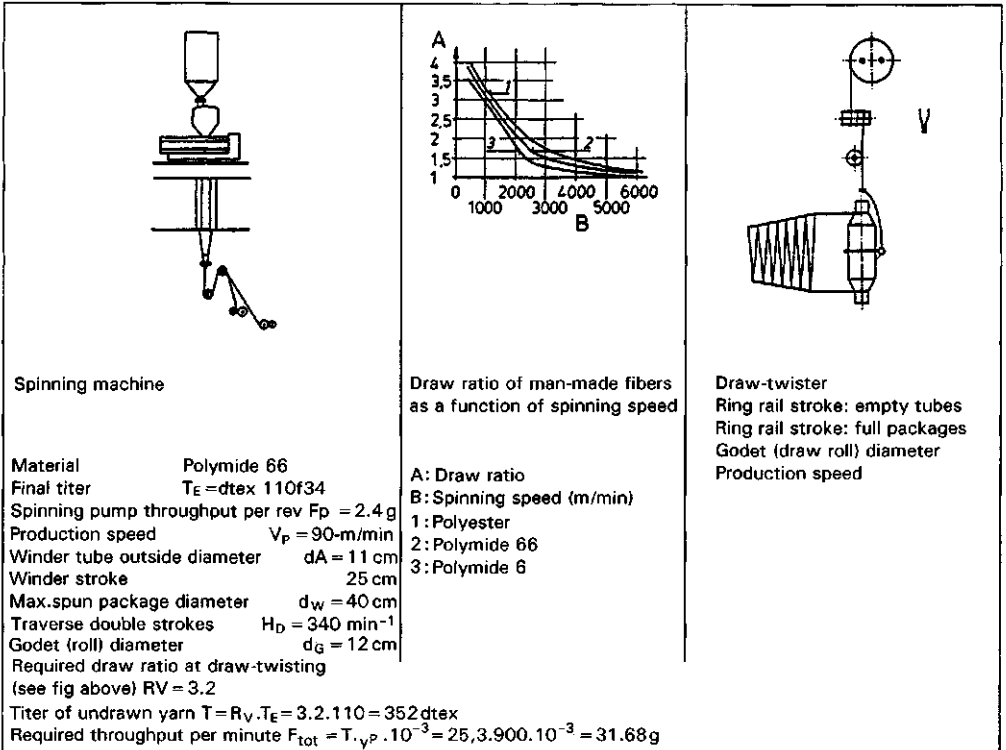 A
4
3,5
3
2,5
2
1,5
1
1
3
2
0 2000 4000 6000
1000 3000 5000
B
Spinning machine
Material Polymide 66
Final titer T_E = dtex 110f34
Spinning pump throughput per rev Fp = 2.4 g
Production speed V_P = 90-m/min
Winder tube outside diameter dA = 11 cm
Winder stroke 25 cm
Max.spun package diameter d_W = 40 cm
Traverse double strokes H_D = 340 min⁻¹
Godet (roll) diameter d_G = 12 cm
Required draw ratio at draw-twisting
(see fig above) RV = 3.2
Titer of undrawn yarn T = R_V . T_E = 3.2.110 = 352 dtex
Required throughput per minute F_tot = T._yP . 10⁻³ = 25,3.900.10⁻³ = 31.68 g
Draw ratio of man-made fibers
as a function of spinning speed
A: Draw ratio
B: Spinning speed (m/min)
1: Polyester
2: Polymide 66
3: Polymide 6
Draw-twister
Ring rail stroke: empty tubes
Ring rail stroke: full packages
Godet (draw roll) diameter
Production speed